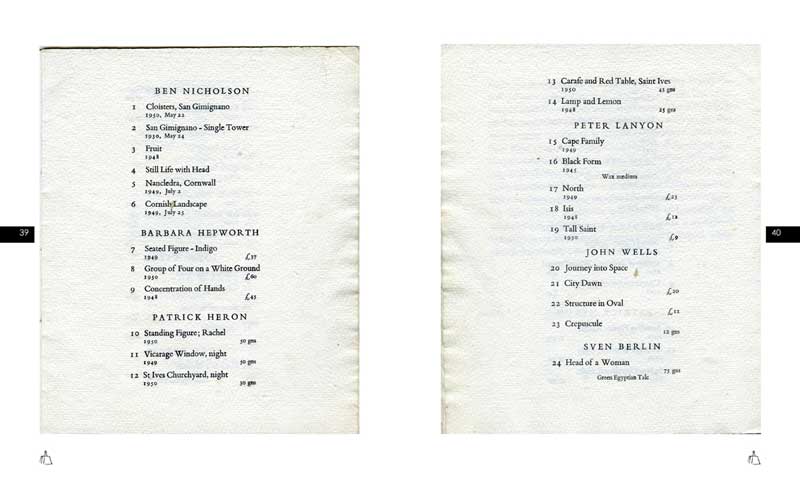 39
BEN NICHOLSON
1 Cloisters, San Gimignano
1950, May 22
2 San Gimignano - Single Tower
1950, May 24
3 Fruit
1948
4 Still Life with Head
5 Nancledra, Cornwall
1949, July 2
6 Cornish Landscape
1949, July 25
BARBARA HEPWORTH
7 Seated Figure - Indigo
1949 £37
8 Group of Four on a White Ground
1950 £60
9 Concentration of Hands
1948 £45
PATRICK HERON
10 Standing Figure; Rachel
1950 50 gns
11 Vicarage Window, night
1949 50 gns
12 St Ives Churchyard, night
1950 30 gns
13 Carafe and Red Table, Saint Ives
1950 45 gns
14 Lamp and Lemon
1948 25 gns
PETER LANYON
15 Cape Family
1949
16 Black Form
1945
Wax medium
17 North
1949 £25
18 Isis
1948 £12
19 Tall Saint
1950 £9
JOHN WELLS
20 Journey into Space
21 City Dawn
£20
22 Structure in Oval
£12
23 Crepuscule
12 gns
SVEN BERLIN
24 Head of a Woman
75 gns
Green Egyptian Talc
40